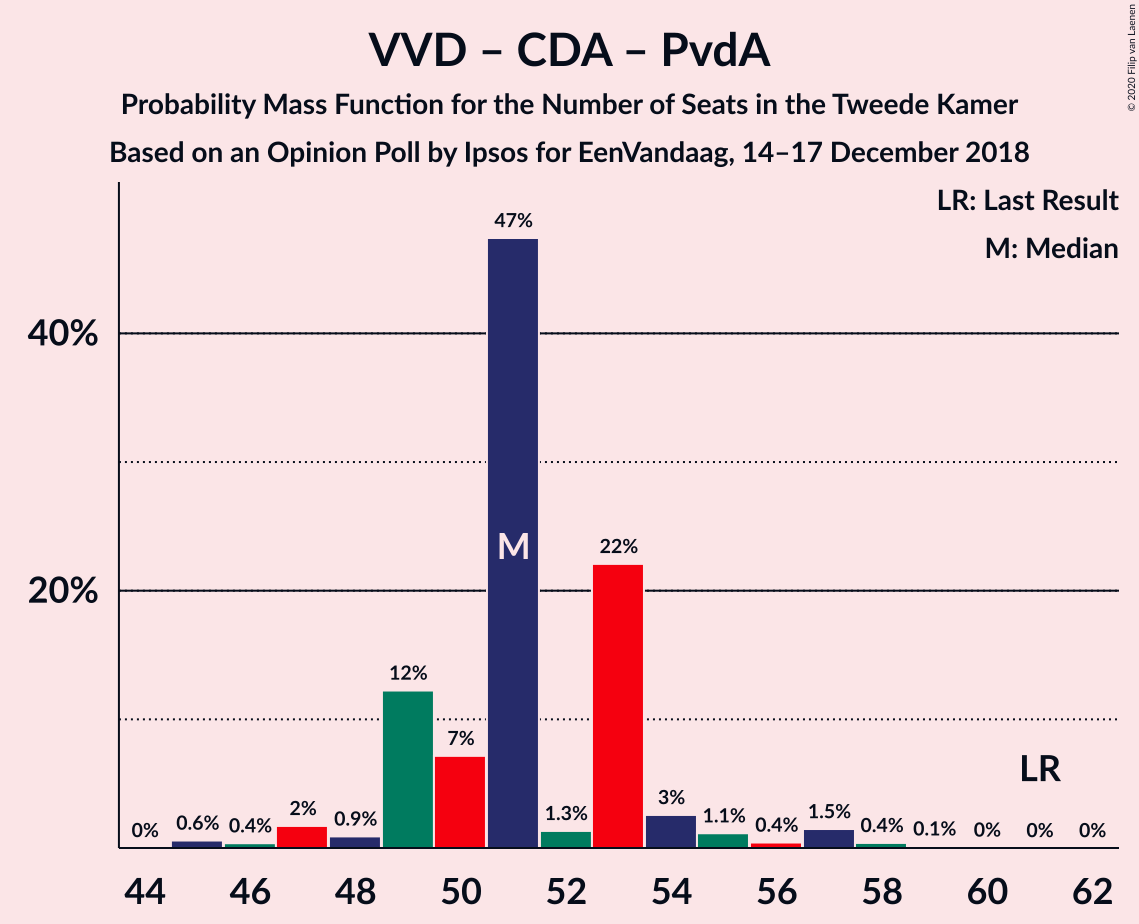 VVD – CDA – PvdA
Probability Mass Function for the Number of Seats in the Tweede Kamer
Based on an Opinion Poll by Ipsos for EenVandaag, 14–17 December 2018
© 2020 Filip van Laenen
LR: Last Result
M: Median
47%
40%
M
22%
20%
12%
7%
LR
0% 0.6% 0.4% 2% 0.9% 1.3% 3% 1.1% 0.4% 1.5% 0.4% 0.1% 0% 0% 0%
44 46 48 50 52 54 56 58 60 62